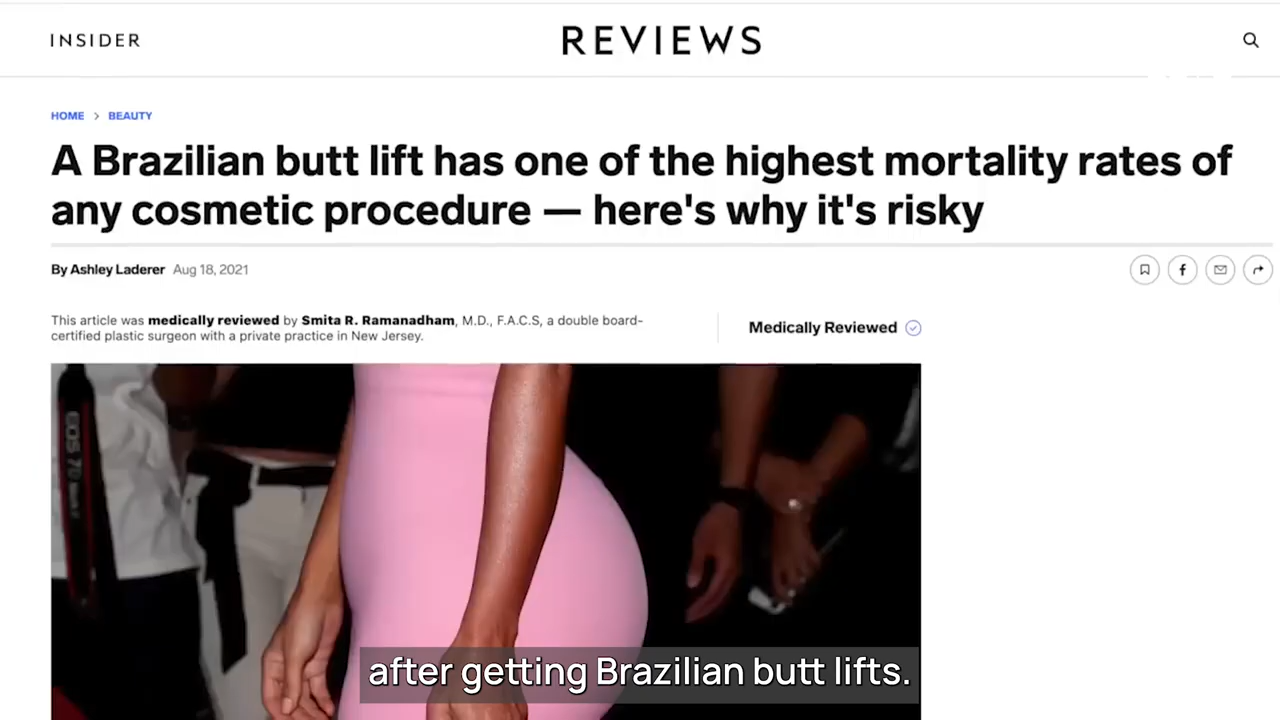 INSIDER
REVIEWS
HOME > BEAUTY
A Brazilian butt lift has one of the highest mortality rates of
any cosmetic procedure — here's why it's risky
By Ashley Laderer Aug 18, 2021
This article was medically reviewed by Smita R. Ramanadham, M.D., F.A.C.S, a double board-
certified plastic surgeon with a private practice in New Jersey.
Medically Reviewed
EOS 7D
after getting Brazilian butt lifts.